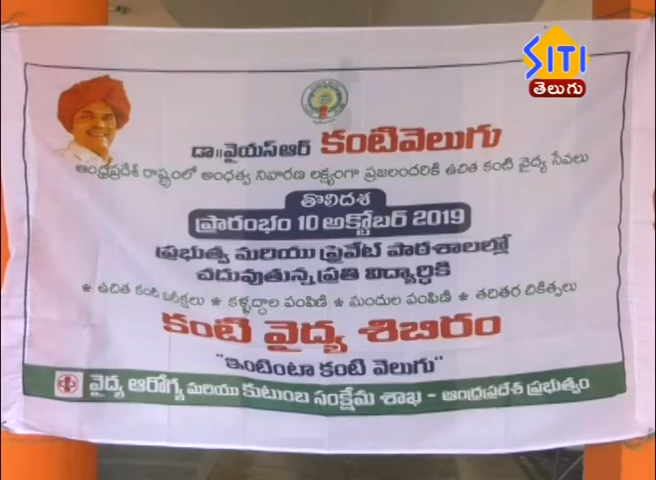 SITI
తెలుగు
డా॥వైయస్ఆర్ కంటివెలుగు
ఆంధ్రప్రదేశ్ రాష్ట్రంలో అంధత్వ నివారణ లక్ష్యంగా ప్రజలందరికి ఉచిత కంటి వైద్య సేవలు
తొలిదశ
ప్రారంభం 10 అక్టోబర్ 2019
ప్రభుత్వ మరియు ప్రైవేట్ పాఠశాలల్లో
చదువుతున్న ప్రతి విద్యార్థికి
* ఉచిత కంటి పరీక్షలు * కళ్ళద్దాల పంపిణి * మందుల పంపిణి * తదితర చికిత్సలు
కంటి వైద్య శిబిరం
"ఇంటింటా కంటి వెలుగు"
వైద్య ఆరోగ్య మరియు కుటుంబ సంక్షేమ శాఖ - ఆంధ్రప్రదేశ్ ప్రభుత్వం